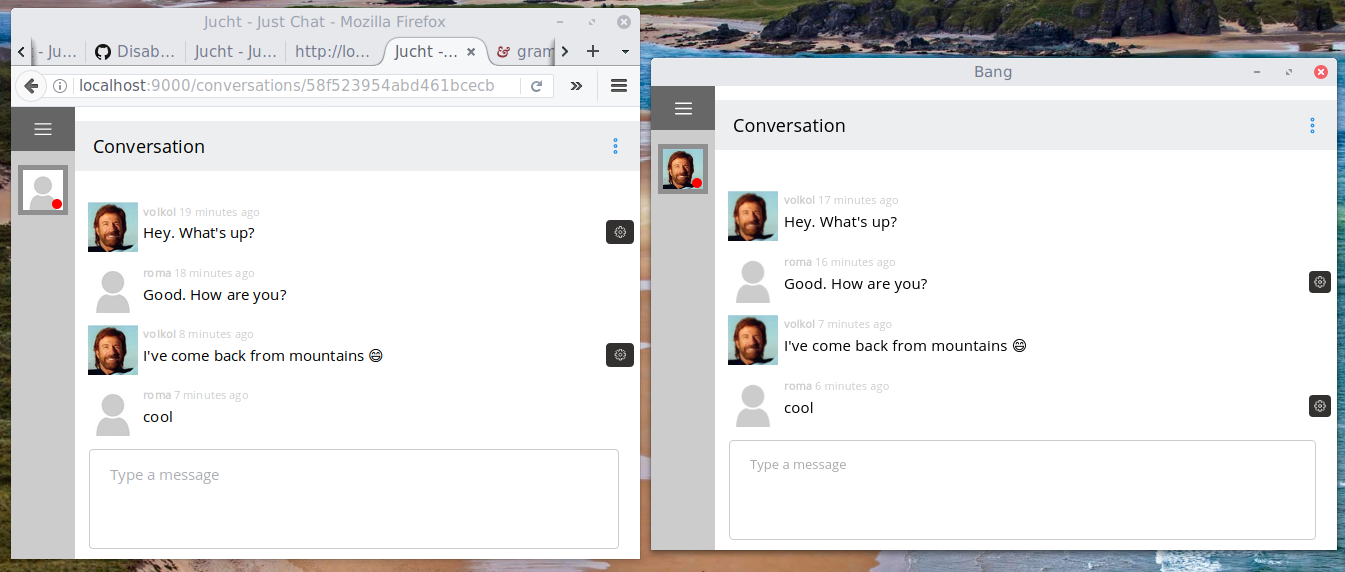 Jucht - Just Chat - Mozilla Firefox
- Ju... Disab... Jucht - Ju... http://lo... Jucht -... gram
localhost:9000/conversations/58f523954abd461bcecb
Conversation
volkol 19 minutes ago
Hey. What's up?
roma 18 minutes ago
Good. How are you?
volkol 8 minutes ago
I've come back from mountains 😄
roma 7 minutes ago
cool
Type a message
Bang
Conversation
volkol 17 minutes ago
Hey. What's up?
roma 16 minutes ago
Good. How are you?
volkol 7 minutes ago
I've come back from mountains 😄
roma 6 minutes ago
cool
Type a message